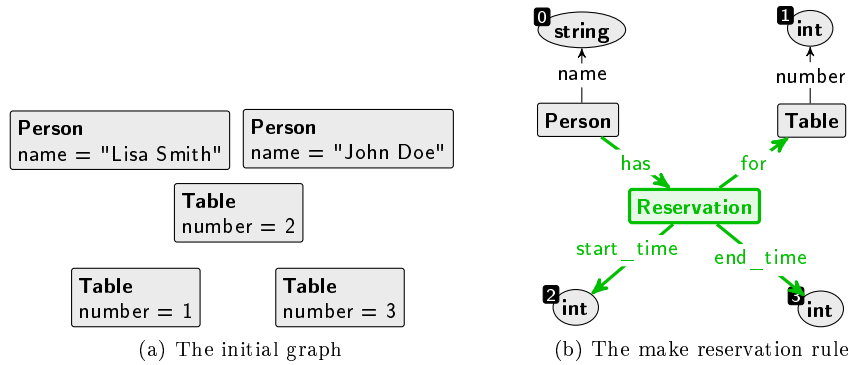 Person
name = "Lisa Smith"
Person
name = "John Doe"
Table
number = 2
Table
number = 1
Table
number = 3
(a) The initial graph
0
string
1
int
name
number
Person
Table
has
for
Reservation
start_time
end_time
2
int
3
int
(b) The make reservation rule